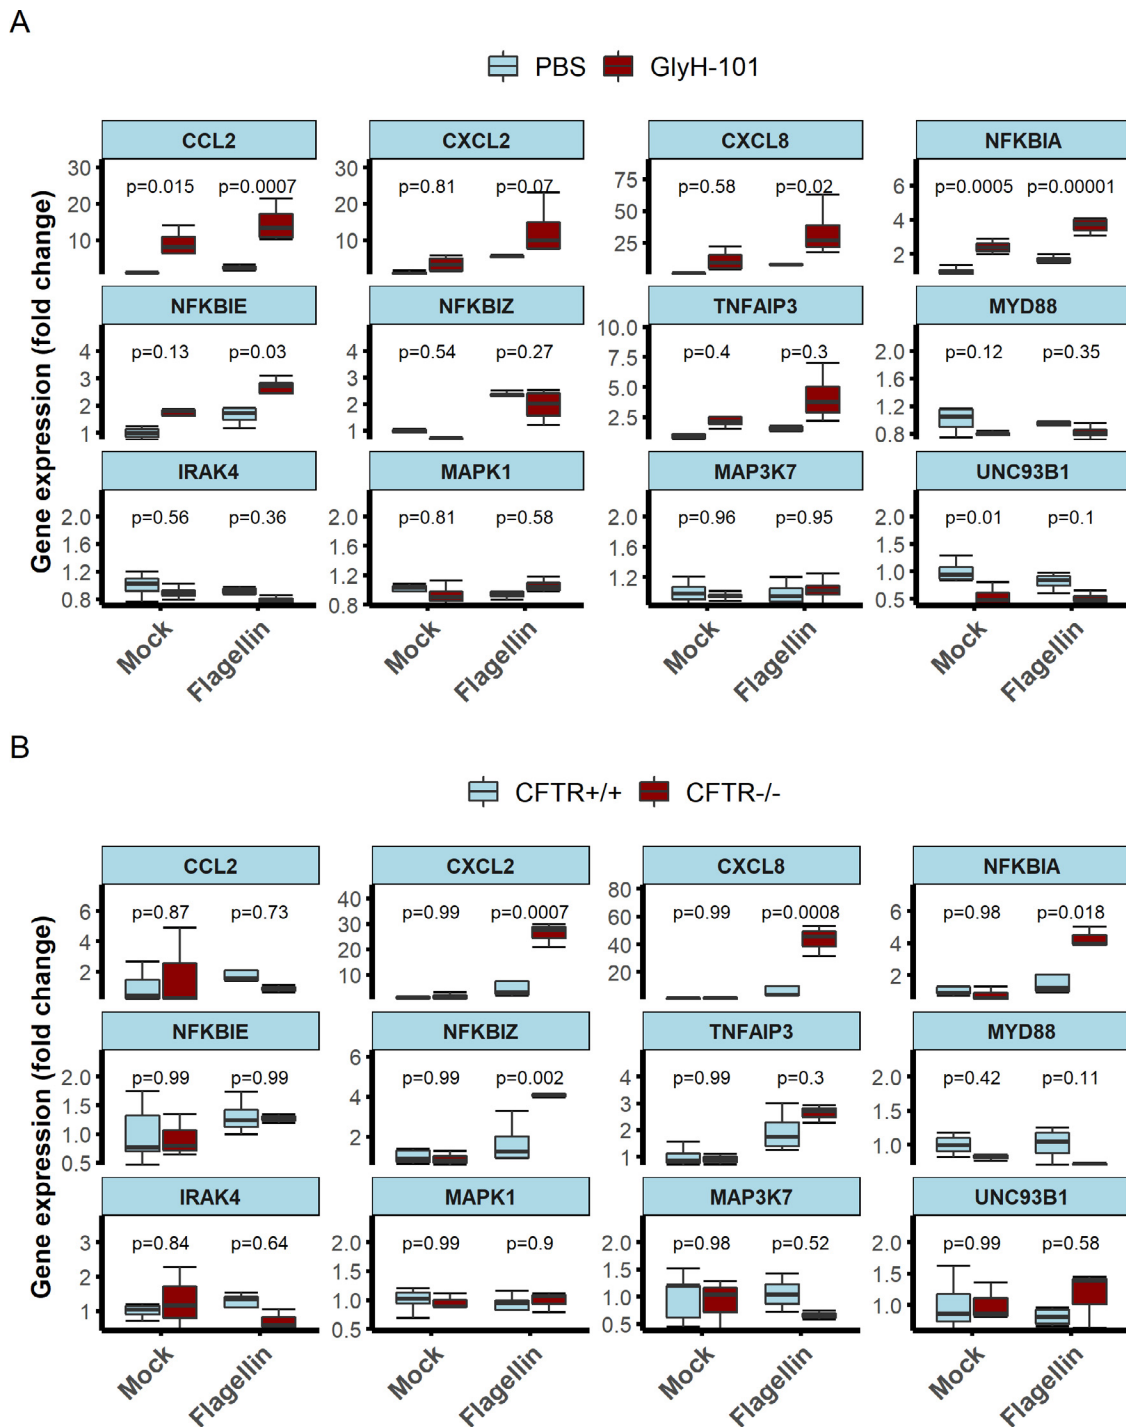 A
PBS GlyH-101
Gene expression (fold change)
CCL2 CXCL2 CXCL8 NFKBIA
30 20 10
p=0.015 p=0.0007
30 20 10
p=0.81 p=0.07
75 50 25
p=0.58 p=0.02
6 4 2
p=0.0005 p=0.00001
NFKBIE NFKBIZ TNFAIP3 MYD88
4 3 2 1
p=0.13 p=0.03
4 3 2 1
p=0.54 p=0.27
10.0 7.5 5.0 2.5
p=0.4 p=0.3
2.0 1.6 1.2 0.8
p=0.12 p=0.35
IRAK4 MAPK1 MAP3K7 UNC93B1
2.0 1.6 1.2 0.8
p=0.56 p=0.36
2.0 1.6 1.2 0.8
p=0.81 p=0.58
2.0 1.6 1.2
p=0.96 p=0.95
2.0 1.5 1.0 0.5
p=0.01 p=0.1
Mock Flagellin Mock Flagellin Mock Flagellin Mock Flagellin
B
CFTR+/+ CFTR-/-
Gene expression (fold change)
CCL2 CXCL2 CXCL8 NFKBIA
6 4 2
p=0.87 p=0.73
40 30 20 10
p=0.99 p=0.0007
80 60 40 20
p=0.99 p=0.0008
6 4 2
p=0.98 p=0.018
NFKBIE NFKBIZ TNFAIP3 MYD88
2.0 1.5 1.0 0.5
p=0.99 p=0.99
6 4 2
p=0.99 p=0.002
4 3 2 1
p=0.99 p=0.3
2.0 1.5 1.0
p=0.42 p=0.11
IRAK4 MAPK1 MAP3K7 UNC93B1
3 2 1
p=0.84 p=0.64
2.0 1.5 1.0 0.5
p=0.99 p=0.9
2.0 1.5 1.0 0.5
p=0.98 p=0.52
2.0 1.5 1.0
p=0.99 p=0.58
Mock Flagellin Mock Flagellin Mock Flagellin Mock Flagellin